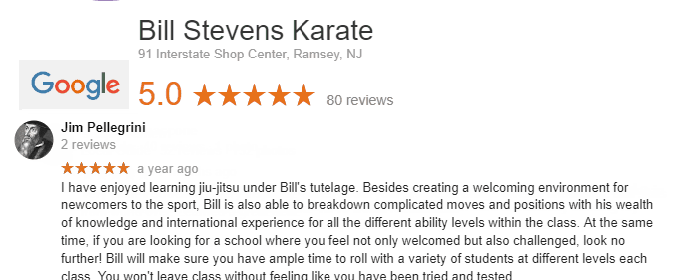 Bill Stevens Karate
91 Interstate Shop Center, Ramsey, NJ
Google
5.0
80 reviews
Jim Pellegrini
2 reviews
a year ago
I have enjoyed learning jiu-jitsu under Bill's tutelage. Besides creating a welcoming environment for
newcomers to the sport, Bill is also able to breakdown complicated moves and positions with his wealth
of knowledge and international experience for all the different ability levels within the class. At the same
time, if you are looking for a school where you feel not only welcomed but also challenged, look no
further! Bill will make sure you have ample time to roll with a variety of students at different levels each
class. You won't leave class without feeling like you have been tried and tested.